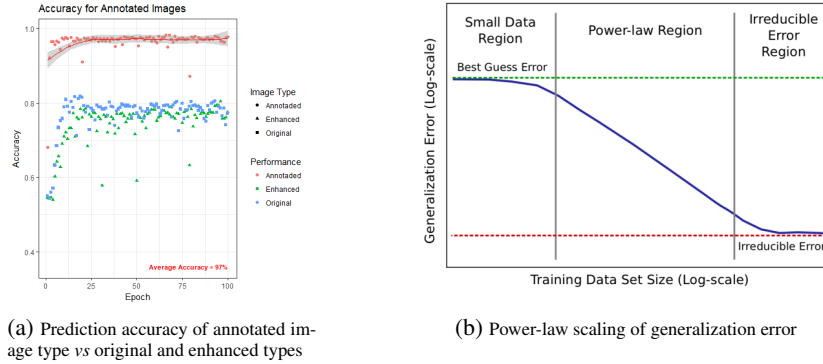 Accuracy for Annotated Images
1.0
0.8
0.6
0.4
Accuracy
0
25
50
75
100
Epoch
Average Accuracy = 97%
Image Type
Annotaded
Enhanced
Original
Performance
Annotaded
Enhanced
Original
(a) Prediction accuracy of annotated im-
age type vs original and enhanced types
Small Data
Region
Power-law Region
Irreducible
Error
Region
Best Guess Error
Irreducible Error
Generalization Error (Log-scale)
Training Data Set Size (Log-scale)
(b) Power-law scaling of generalization error